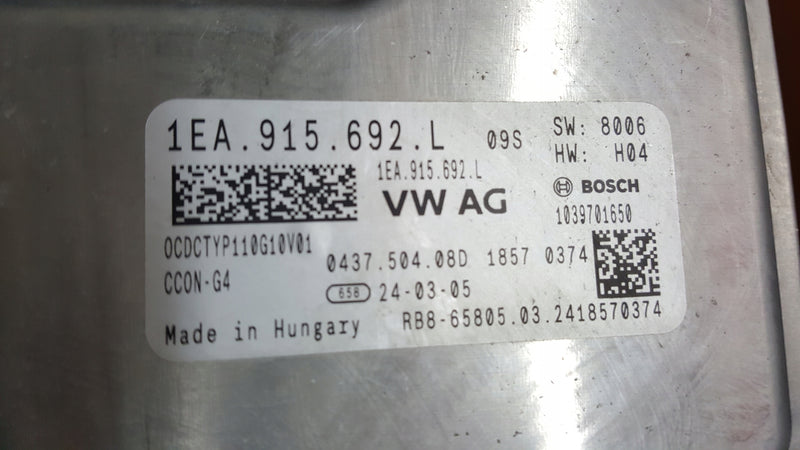 1EA.915.692.L 09S SW: 8006
HW: H04
1EA.915.692.L
VW AG
BOSCH
1039701650
OCDCTYP110G10V01
CCON-G4
0437.504.08D 1857 0374
658 24-03-05
Made in Hungary
RB8-65805.03.2418570374